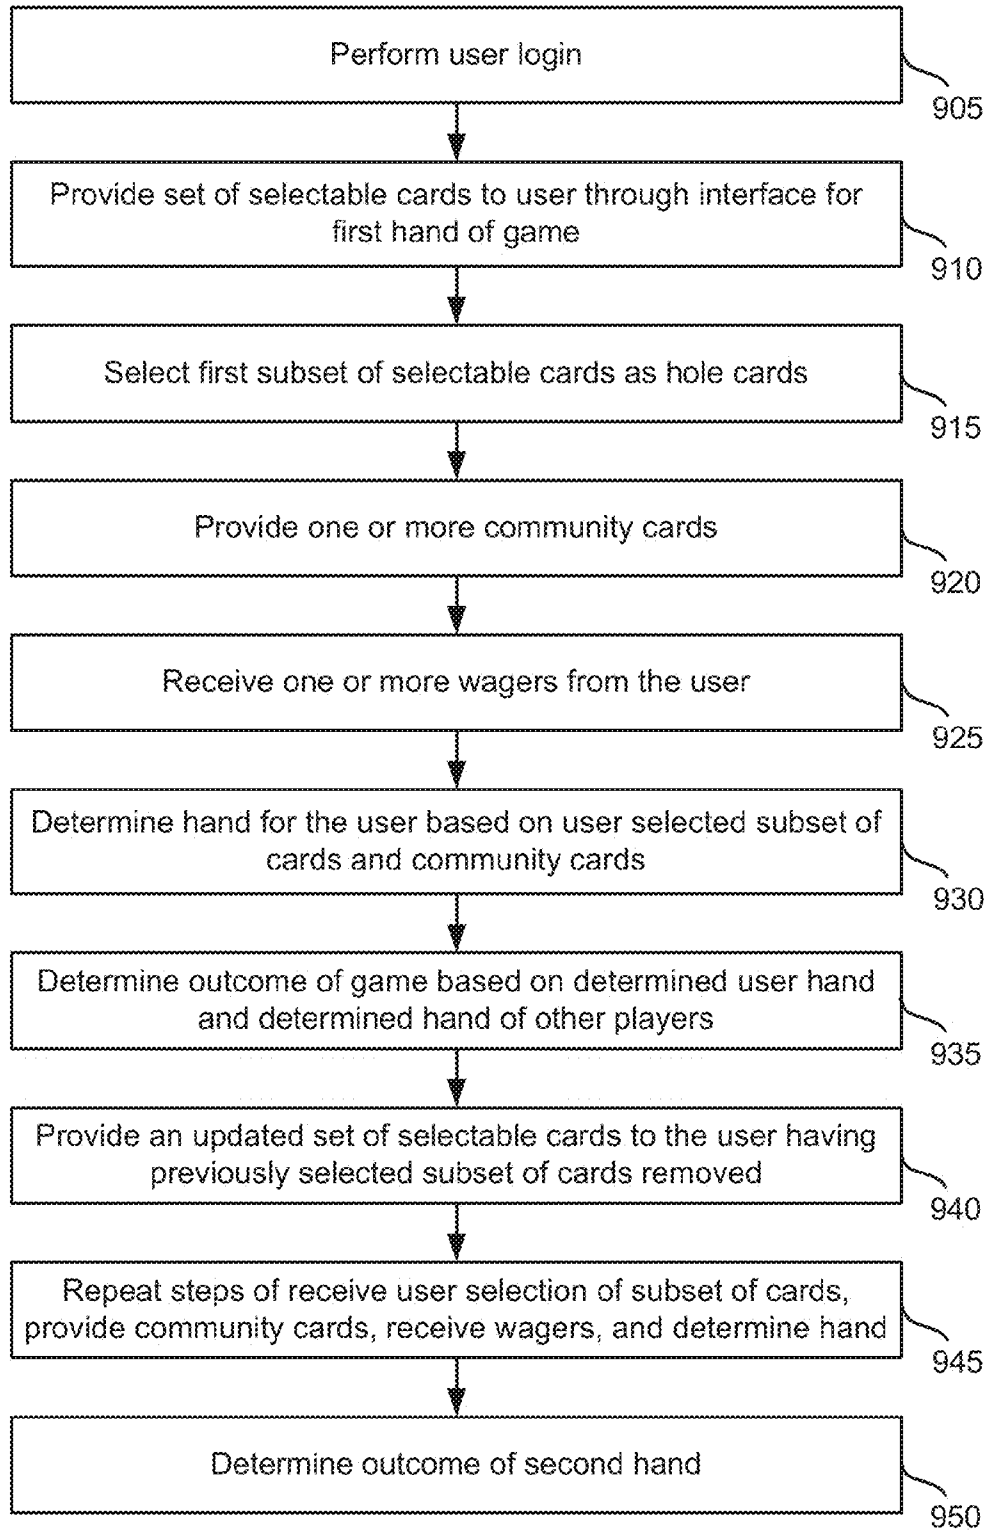 Perform user login
905
Provide set of selectable cards to user through interface for
first hand of game
910
Select first subset of selectable cards as hole cards
915
Provide one or more community cards
920
Receive one or more wagers from the user
925
Determine hand for the user based on user selected subset of
cards and community cards
930
Determine outcome of game based on determined user hand
and determined hand of other players
935
Provide an updated set of selectable cards to the user having
previously selected subset of cards removed
940
Repeat steps of receive user selection of subset of cards,
provide community cards, receive wagers, and determine hand
945
Determine outcome of second hand
950